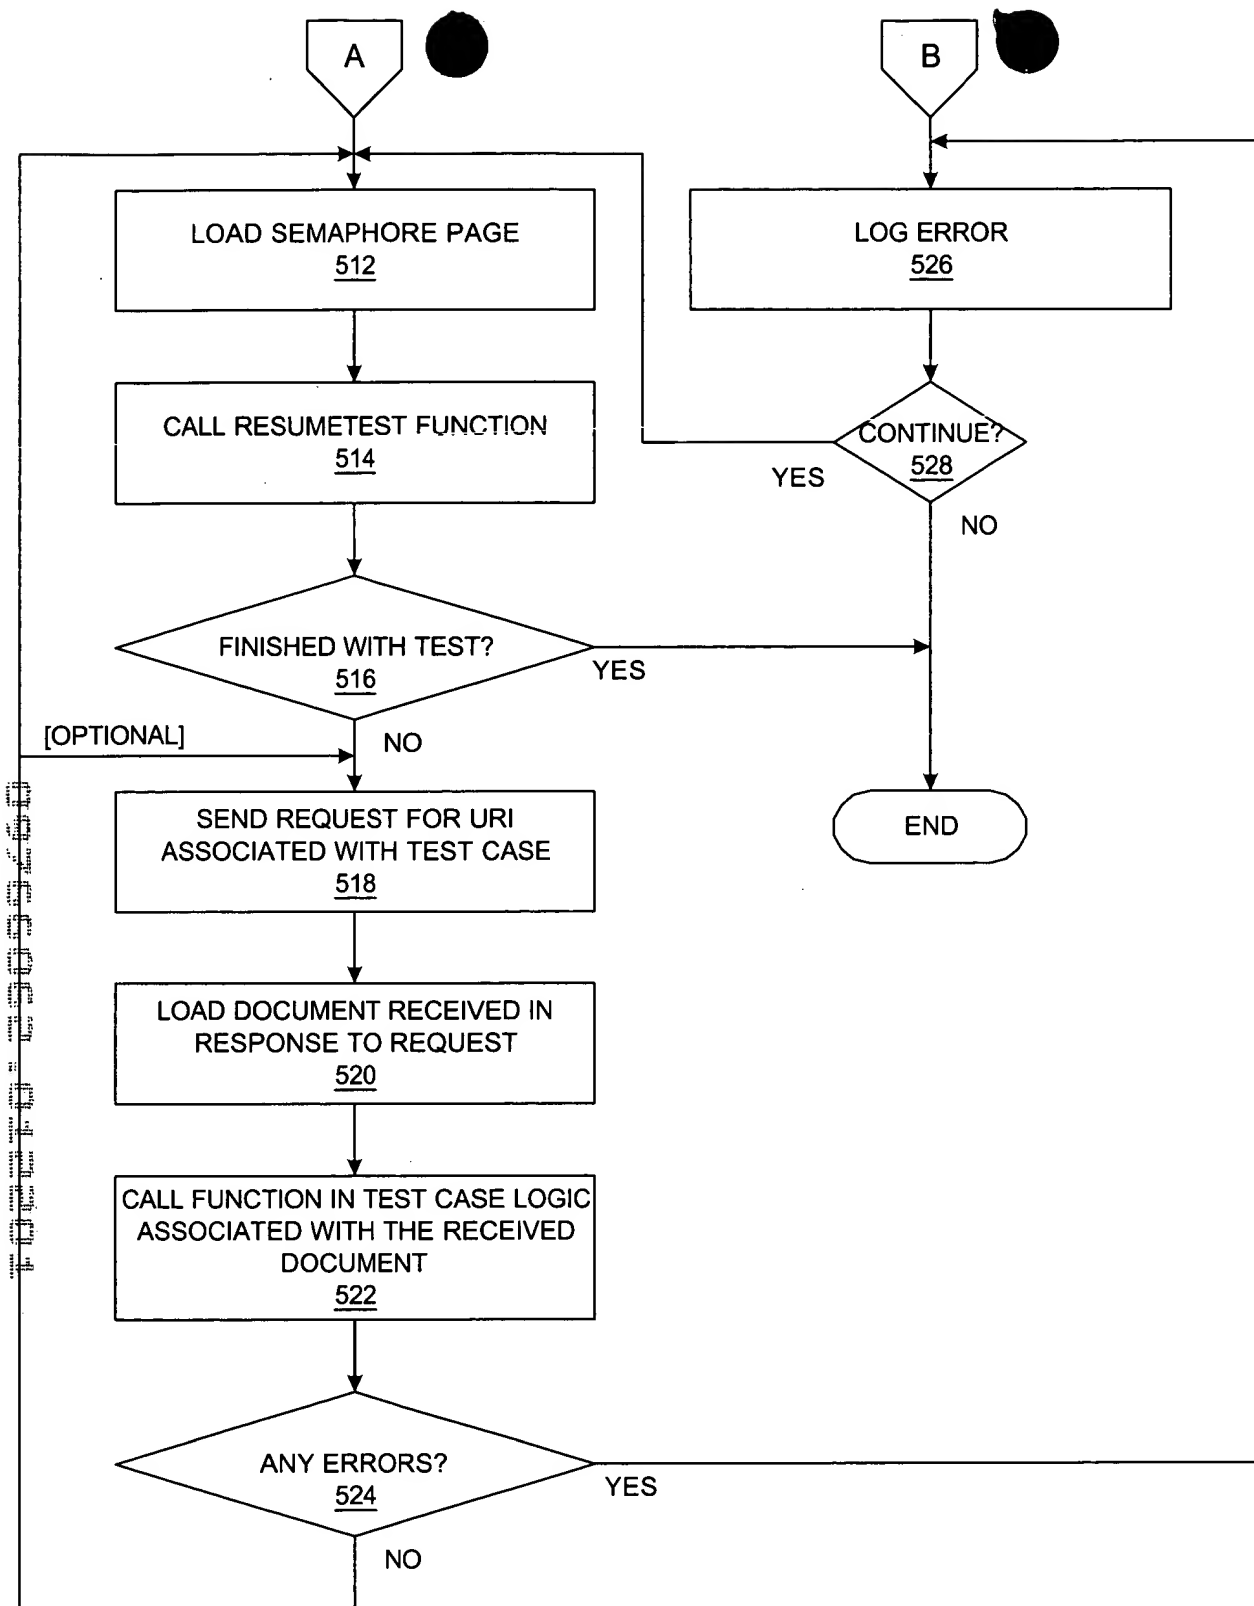 A
B
LOAD SEMAPHORE PAGE
512
LOG ERROR
526
CALL RESUMETEST FUNCTION
514
CONTINUE?
528
YES
NO
FINISHED WITH TEST?
516
YES
NO
[OPTIONAL]
SEND REQUEST FOR URI
ASSOCIATED WITH TEST CASE
518
END
LOAD DOCUMENT RECEIVED IN
RESPONSE TO REQUEST
520
CALL FUNCTION IN TEST CASE LOGIC
ASSOCIATED WITH THE RECEIVED
DOCUMENT
522
ANY ERRORS?
524
YES
NO